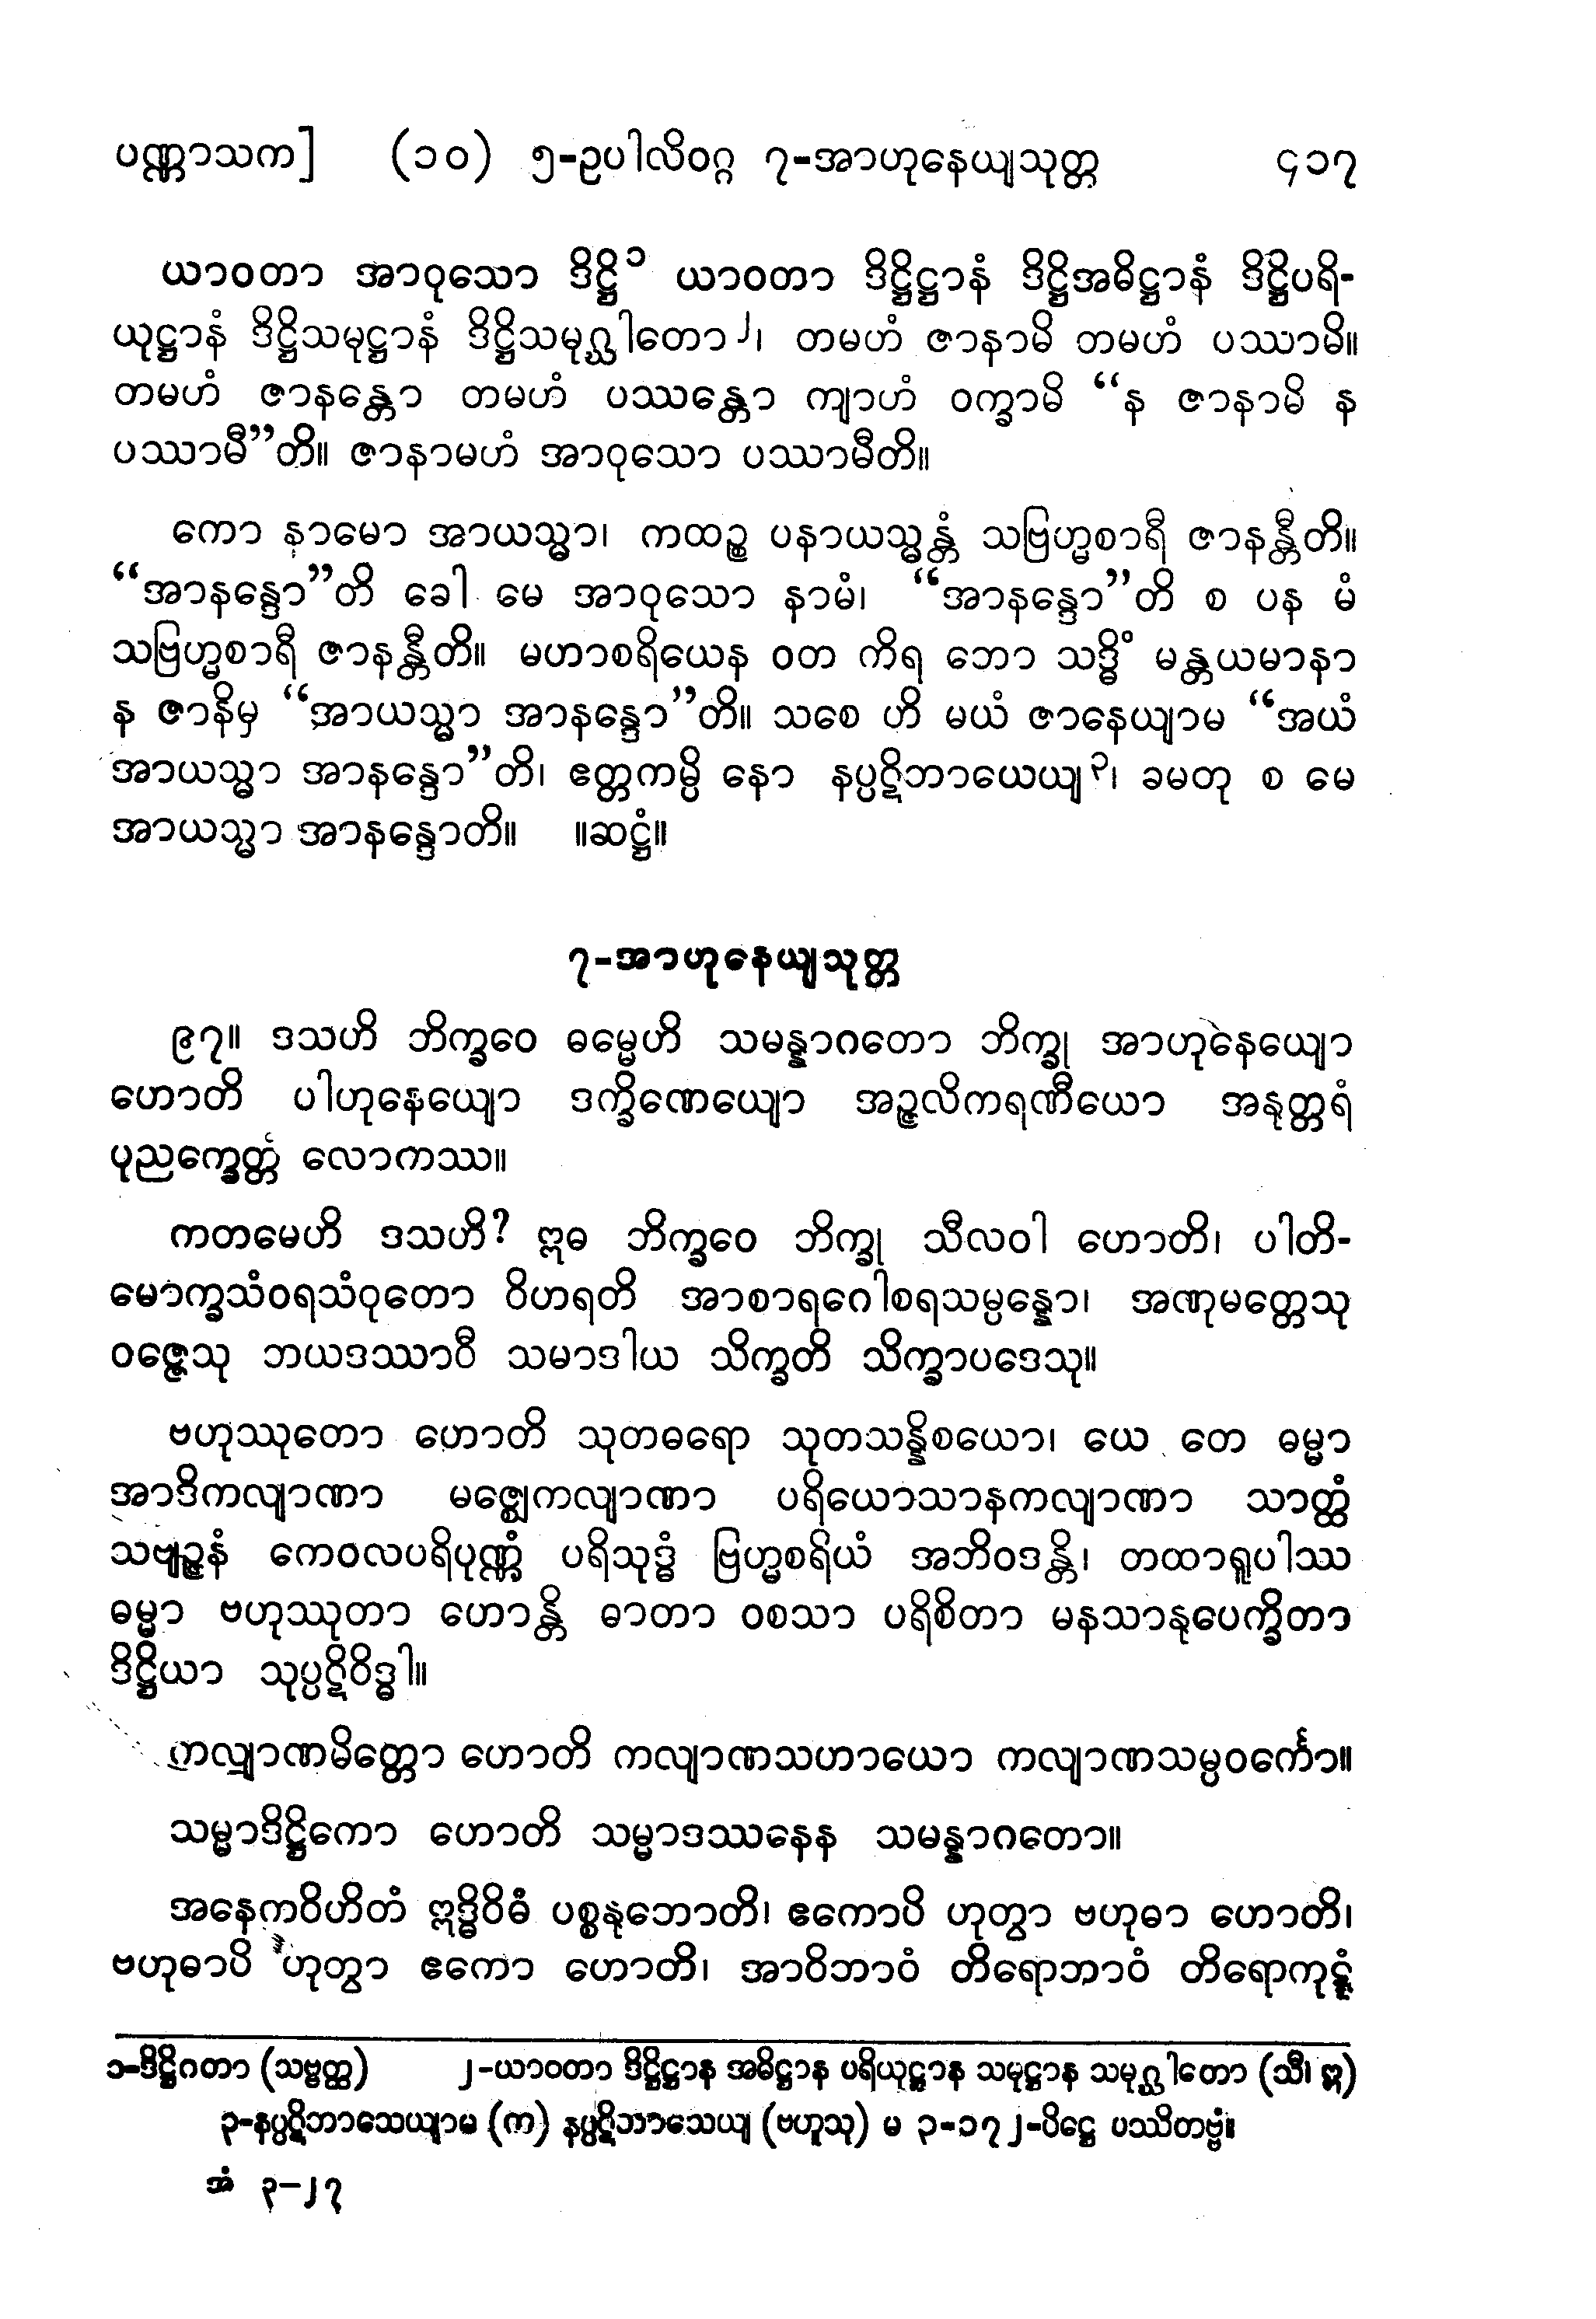 ပဏ္ဏာသက] (၁၀) ၅-ဥပါလိဝဂ္ဂ ၇-အာဟုနေယျသုတ္တ ၄၁၇
ယာဝတာ အာဝုသော ဒိဋ္ဌိ၁ ယာဝတာ ဒိဋ္ဌိဋ္ဌာနံ ဒိဋ္ဌိအဓိဋ္ဌာနံ ဒိဋ္ဌိပရိ-
ယုဋ္ဌာနံ ဒိဋ္ဌိသမုဋ္ဌာနံ ဒိဋ္ဌိသမုဂ္ဃါတော၂၊ တမဟံ ဇာနာမိ တမဟံ ပဿာမိ။
တမဟံ ဇာနန္တော တမဟံ ပဿန္တော ကျာဟံ ဝက္ခာမိ “န ဇာနာမိ န
ပဿာမီ”တိ။ ဇာနာမဟံ အာဝုသော ပဿာမီတိ။
ကော နာမော အာယသ္မာ၊ ကထဉ္စ ပနာယသ္မန္တံ သဗြဟ္မစာရီ ဇာနန္တီတိ။
“အာနန္ဒော”တိ ခေါ မေ အာဝုသော နာမံ၊ “အာနန္ဒော”တိ စ ပန မံ
သဗြဟ္မစာရီ ဇာနန္တီတိ။ မဟာစရိယေန ဝတ ကိရ ဘော သဒ္ဓိံ မန္တယမာနာ
န ဇာနိမှ “အာယသ္မာ အာနန္ဒော”တိ။ သစေ ဟိ မယံ ဇာနေယျာမ “အယံ
အာယသ္မာ အာနန္ဒော”တိ၊ ဧတ္တကမ္ပိ နော နပ္ပဋိဘာယေယျ၃၊ ခမတု စ မေ
အာယသ္မာ အာနန္ဒောတိ။ ။ဆဋ္ဌံ။
၇-အာဟုနေယျသုတ္တ
၉၇။ ဒသဟိ ဘိက္ခဝေ ဓမ္မေဟိ သမန္နာဂတော ဘိက္ခု အာဟုနေယျော
ဟောတိ ပါဟုနေယျော ဒက္ခိဏေယျော အဉ္ဇလိကရဏီယော အနုတ္တရံ
ပုညက္ခေတ္တံ လောကဿ။
ကတမေဟိ ဒသဟိ? ဣဓ ဘိက္ခဝေ ဘိက္ခု သီလဝါ ဟောတိ၊ ပါတိ-
မောက္ခသံဝရသံဝုတော ဝိဟရတိ အာစာရဂေါစရသမ္ပန္နော၊ အဏုမတ္တေသု
ဝဇ္ဇေသု ဘယဒဿာဝီ သမာဒါယ သိက္ခတိ သိက္ခာပဒေသု။
ဗဟုဿုတော ဟောတိ သုတဓရော သုတသန္နိစယော၊ ယေ တေ ဓမ္မာ
အာဒိကလျာဏာ မဇ္ဈေကလျာဏာ ပရိယောသာနကလျာဏာ သာတ္ထံ
သဗျဉ္ဇနံ ကေဝလပရိပုဏ္ဏံ ပရိသုဒ္ဓံ ဗြဟ္မစရိယံ အဘိဝဒန္တိ၊ တထာရူပါဿ
ဓမ္မာ ဗဟုဿုတာ ဟောန္တိ ဓာတာ ဝစသာ ပရိစိတာ မနသာနုပေက္ခိတာ
ဒိဋ္ဌိယာ သုပ္ပဋိဝိဒ္ဓါ။
ကလျာဏမိတ္တော ဟောတိ ကလျာဏသဟာယော ကလျာဏသမ္ပဝင်္ကော။
သမ္မာဒိဋ္ဌိကော ဟောတိ သမ္မာဒဿနေန သမန္နာဂတော။
အနေကဝိဟိတံ ဣဒ္ဓိဝိဓံ ပစ္စနုဘောတိ၊ ဧကောပိ ဟုတွာ ဗဟုဓာ ဟောတိ၊
ဗဟုဓာပိ ဟုတွာ ဧကော ဟောတိ၊ အာဝိဘာဝံ တိရောဘာဝံ တိရောကုဋ္ဋံ
၁-ဒိဋ္ဌိဂတာ (သဗ္ဗတ္ထ) ၂-ယာဝတာ ဒိဋ္ဌိဋ္ဌာန အဓိဋ္ဌာန ပရိယုဋ္ဌာန သမုဋ္ဌာန သမုဂ္ဃါတော (သီ၊ ဣ)
၃-နပ္ပဋိဘာသေယျာမ (က) နပ္ပဋိဘာသေယျ (ဗဟူသု) မ ၃-၁၇၂-ပိဋ္ဌေ ပဿိတဗ္ဗံ။
အံ ၃-၂၇